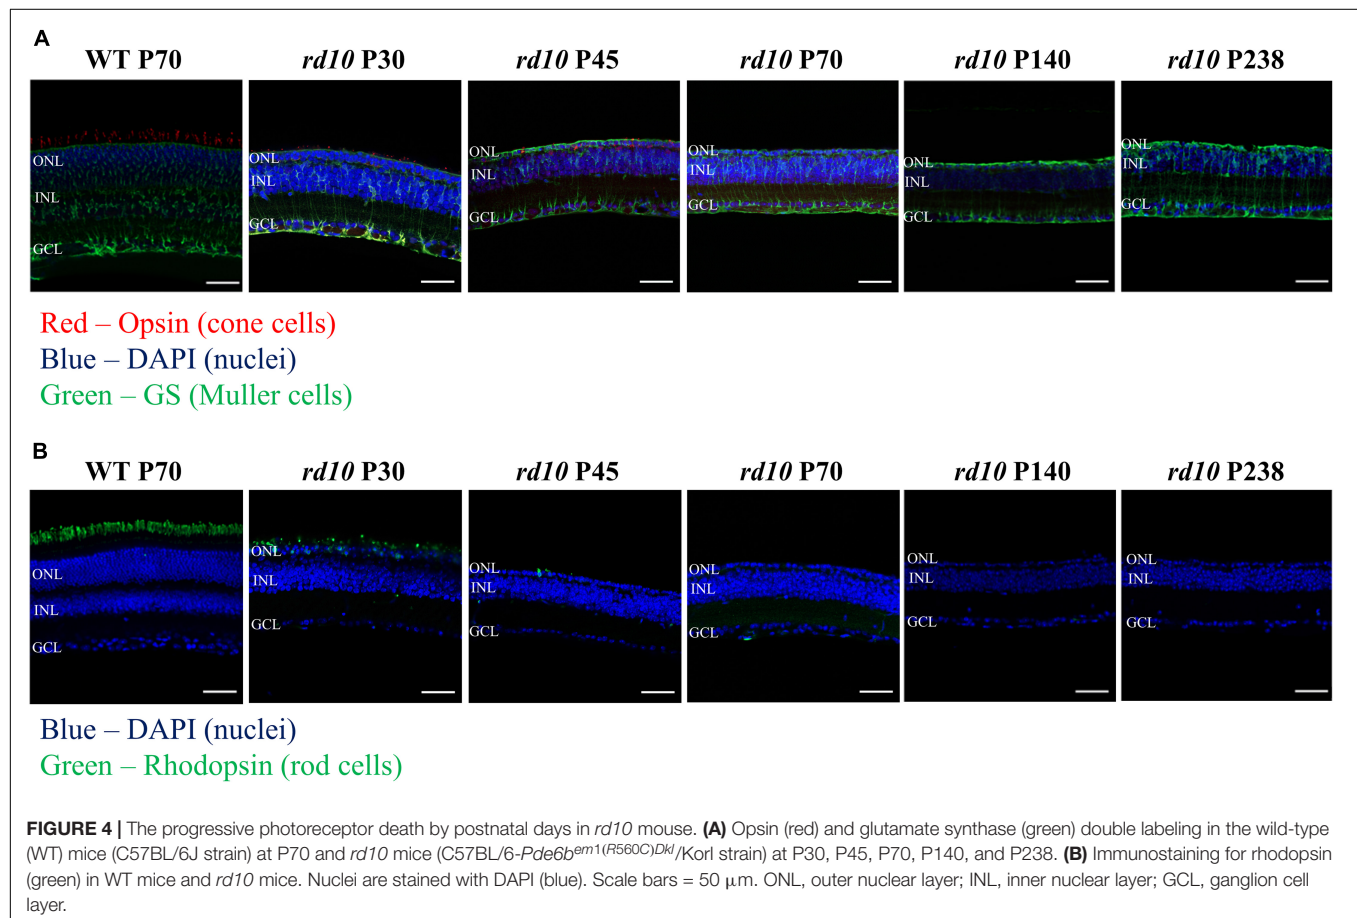 A
WT P70 rd10 P30 rd10 P45 rd10 P70 rd10 P140 rd10 P238
ONL ONL ONL ONL ONL ONL
INL INL INL INL INL INL
GCL GCL GCL GCL GCL GCL
Red – Opsin (cone cells)
Blue – DAPI (nuclei)
Green – GS (Muller cells)
B
WT P70 rd10 P30 rd10 P45 rd10 P70 rd10 P140 rd10 P238
ONL ONL ONL ONL ONL ONL
INL INL INL INL INL INL
GCL GCL GCL GCL GCL GCL
Blue – DAPI (nuclei)
Green – Rhodopsin (rod cells)
FIGURE 4 | The progressive photoreceptor death by postnatal days in rd10 mouse. (A) Opsin (red) and glutamate synthase (green) double labeling in the wild-type
(WT) mice (C57BL/6J strain) at P70 and rd10 mice (C57BL/6-Pde6b^em1(R560C)Dkl/Korl strain) at P30, P45, P70, P140, and P238. (B) Immunostaining for rhodopsin
(green) in WT mice and rd10 mice. Nuclei are stained with DAPI (blue). Scale bars = 50 μm. ONL, outer nuclear layer; INL, inner nuclear layer; GCL, ganglion cell
layer.